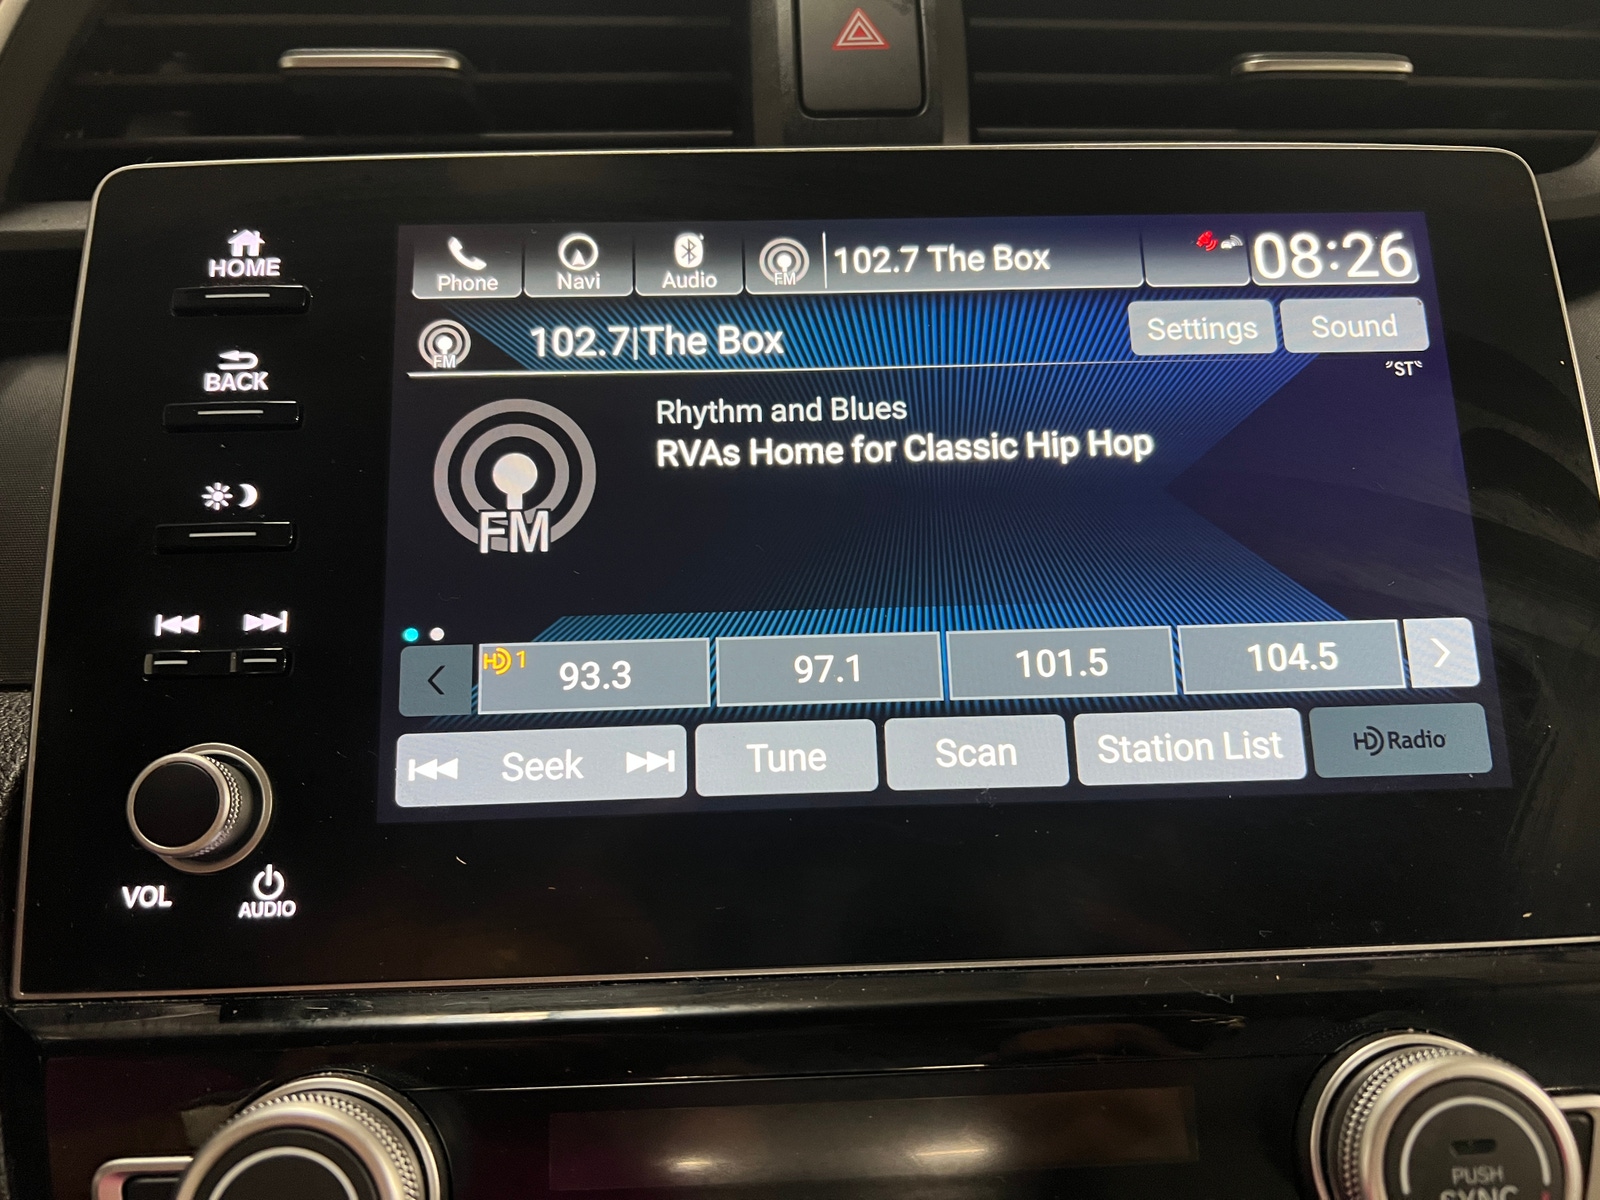 HOME
BACK
VOL
AUDIO
Phone
Navi
Audio
FM
102.7 The Box
08:26
FM
102.7|The Box
Settings
Sound
"ST"
FM
Rhythm and Blues
RVAs Home for Classic Hip Hop
HD 1
93.3
97.1
101.5
104.5
Seek
Tune
Scan
Station List
HD Radio
PUSH
SYNC